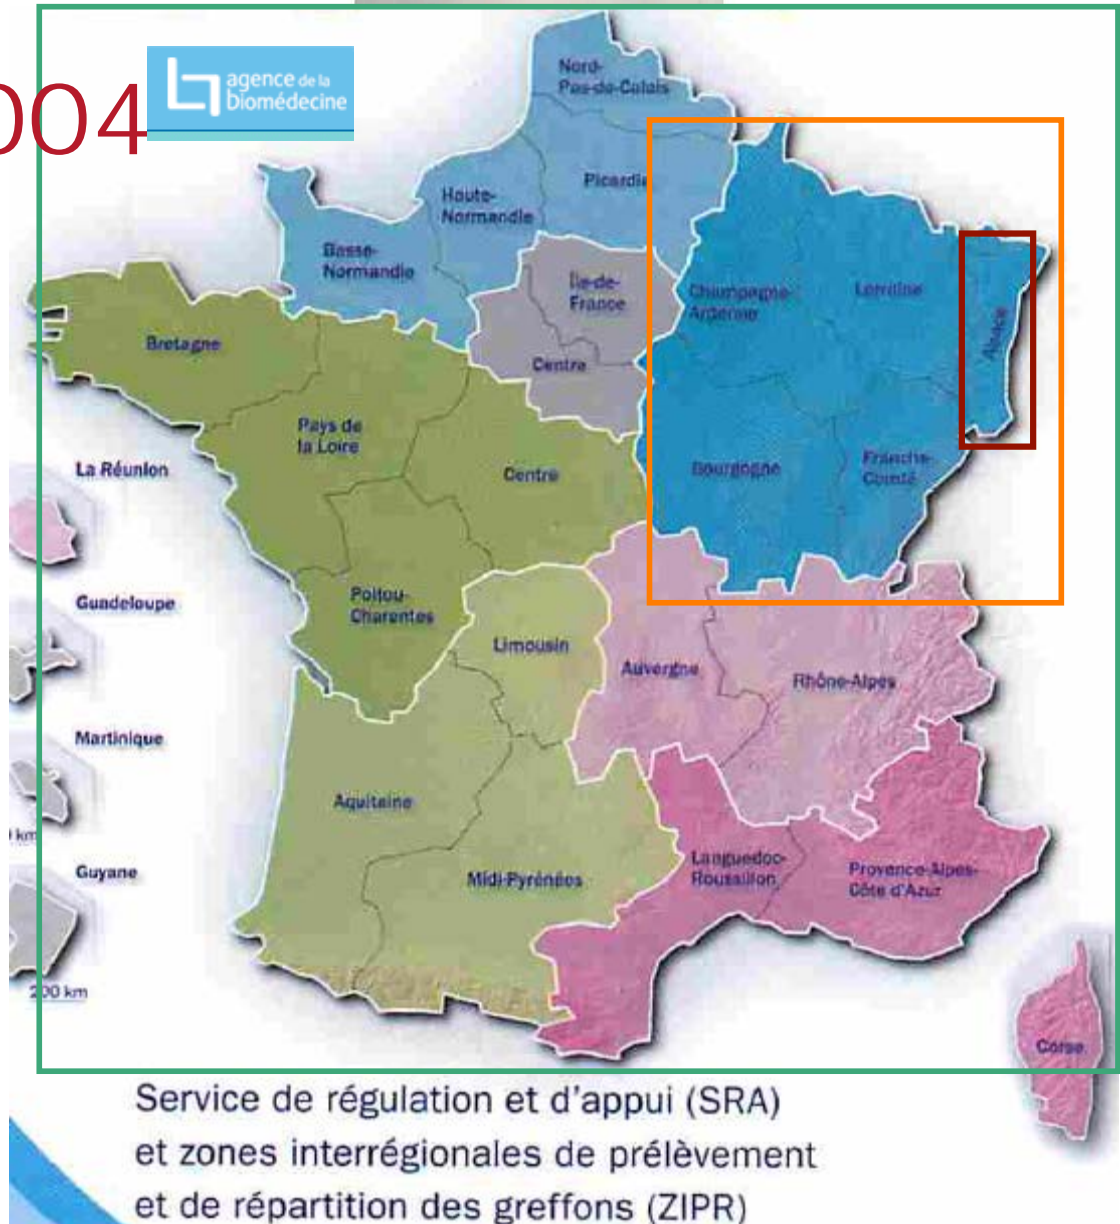 004
agence de la
biomédecine
Nord-
Pas-de-Calais
Picardie
Haute-
Normandie
Basse-
Normandie
Île-de-
France
Champagne-
Ardenne
Lorraine
Alsace
Bretagne
Centre
Pays de
la Loire
Centre
Bourgogne
Franche-
Comté
La Réunion
Guadeloupe
Poitou-
Charentes
Limousin
Auvergne
Rhône-Alpes
Martinique
Aquitaine
km
Guyane
Midi-Pyrénées
Languedoc-
Roussillon
Provence-Alpes-
Côte d'Azur
200 km
Corse
Service de régulation et d'appui (SRA)
et zones interrégionales de prélèvement
et de répartition des greffons (ZIPR)